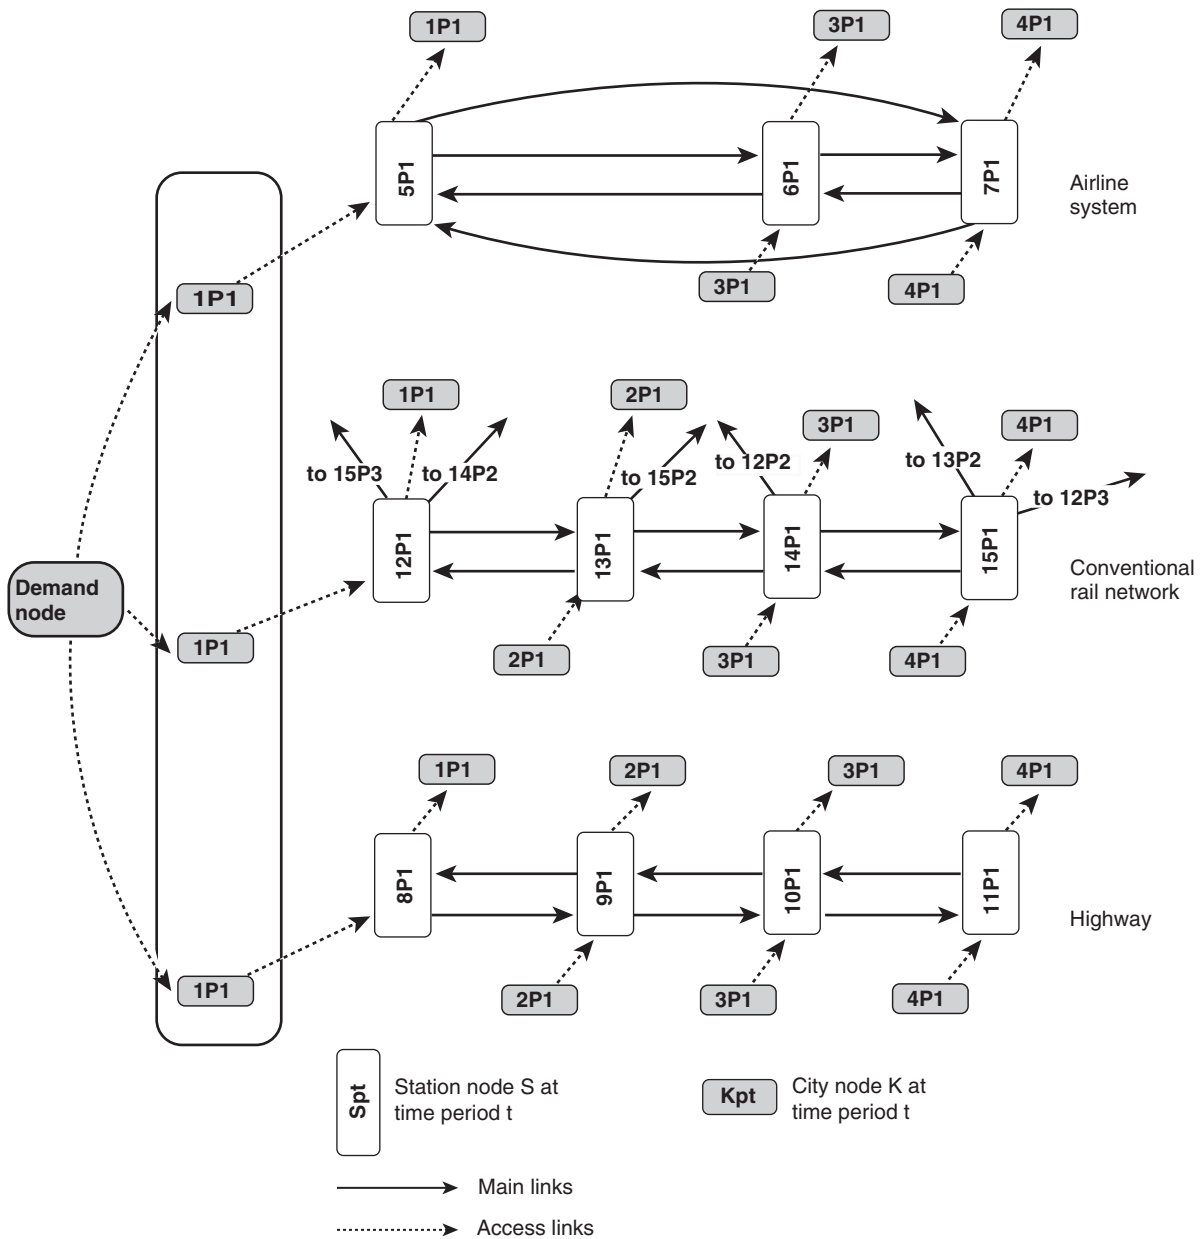 1P1
3P1
4P1
5P1
6P1
7P1
Airline
system
1P1
3P1
4P1
1P1
2P1
3P1
4P1
to 15P3
to 14P2
to 15P2
to 12P2
to 13P2
to 12P3
12P1
13P1
14P1
15P1
Conventional
rail network
Demand
node
1P1
2P1
3P1
4P1
1P1
2P1
3P1
4P1
8P1
9P1
10P1
11P1
Highway
1P1
2P1
3P1
4P1
Spt
Station node S at
time period t
Kpt
City node K at
time period t
Main links
Access links